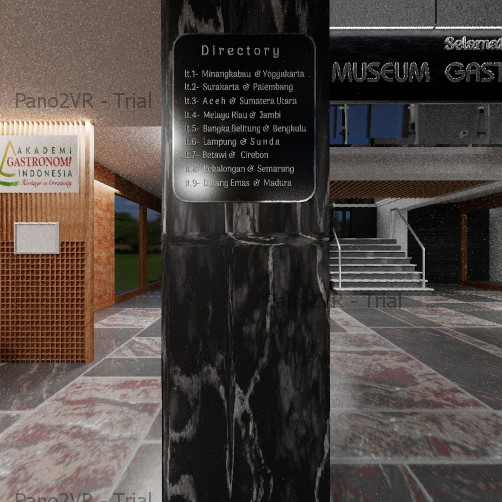 Directory
lt.1- Minangkabau & Yogyakarta
lt.2- Surakarta & Palembang
lt.3- Aceh & Sumatera Utara
lt.4- Melayu Riau & Jambi
lt.5- Bangka Belitung & Bengkulu
lt.6- Lampung & Sunda
lt.7- Betawi & Cirebon
lt.8- Pekalongan & Semarang
lt.9- Emas & Madura
Selamat
MUSEUM GAST
AKADEMI
GASTRONOMI
INDONESIA
Pano2VR - Trial
Pano2VR - Trial
Pano2VR - Trial